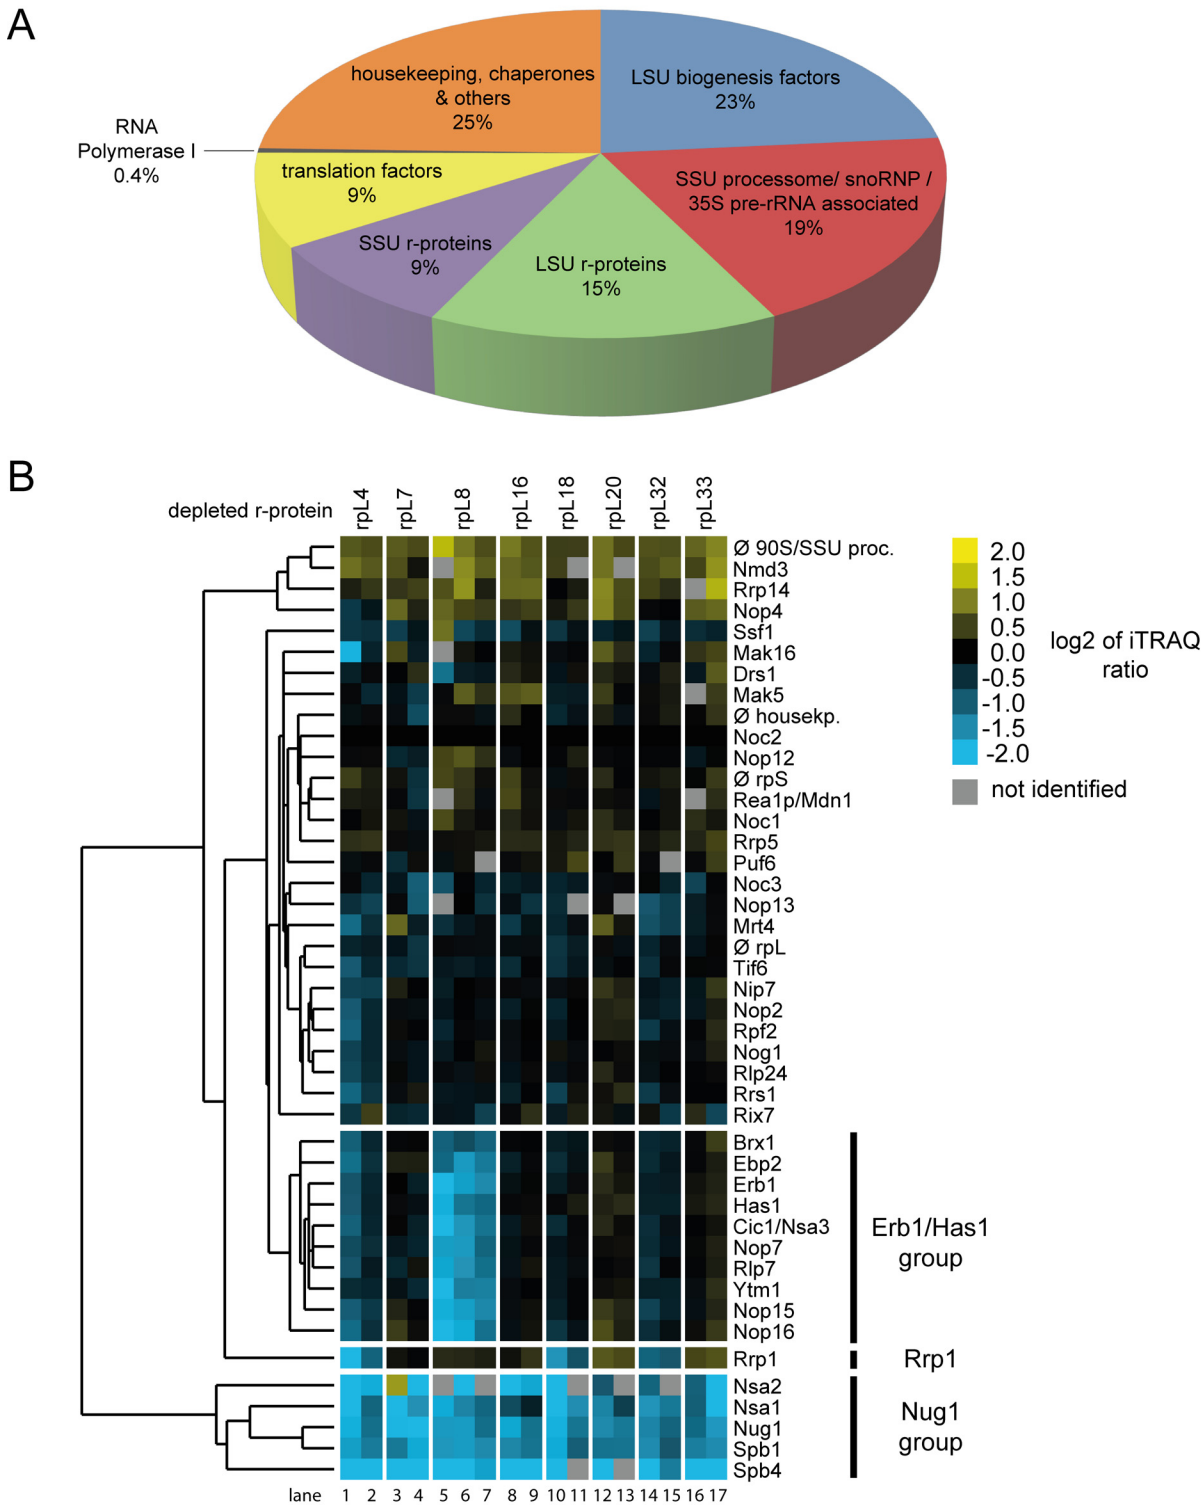 A
housekeeping, chaperones
& others
25%
LSU biogenesis factors
23%
RNA
Polymerase I
0.4%
translation factors
9%
SSU processome/ snoRNP /
35S pre-rRNA associated
19%
SSU r-proteins
9%
LSU r-proteins
15%
B
depleted r-protein
rpL4
rpL7
rpL8
rpL16
rpL18
rpL20
rpL32
rpL33
Ø 90S/SSU proc.
Nmd3
Rrp14
Nop4
Ssf1
Mak16
Drs1
Mak5
Ø housekp.
Noc2
Nop12
Ø rpS
Rea1p/Mdn1
Noc1
Rrp5
Puf6
Noc3
Nop13
Mrt4
Ø rpL
Tif6
Nip7
Nop2
Rpf2
Nog1
Rlp24
Rrs1
Rix7
Brx1
Ebp2
Erb1
Has1
Cic1/Nsa3
Nop7
Rlp7
Ytm1
Nop15
Nop16
Rrp1
Nsa2
Nsa1
Nug1
Spb1
Spb4
Erb1/Has1
group
Rrp1
Nug1
group
2.0
1.5
1.0
0.5
0.0
-0.5
-1.0
-1.5
-2.0
log2 of iTRAQ
ratio
not identified
lane 1 2 3 4 5 6 7 8 9 10 11 12 13 14 15 16 17